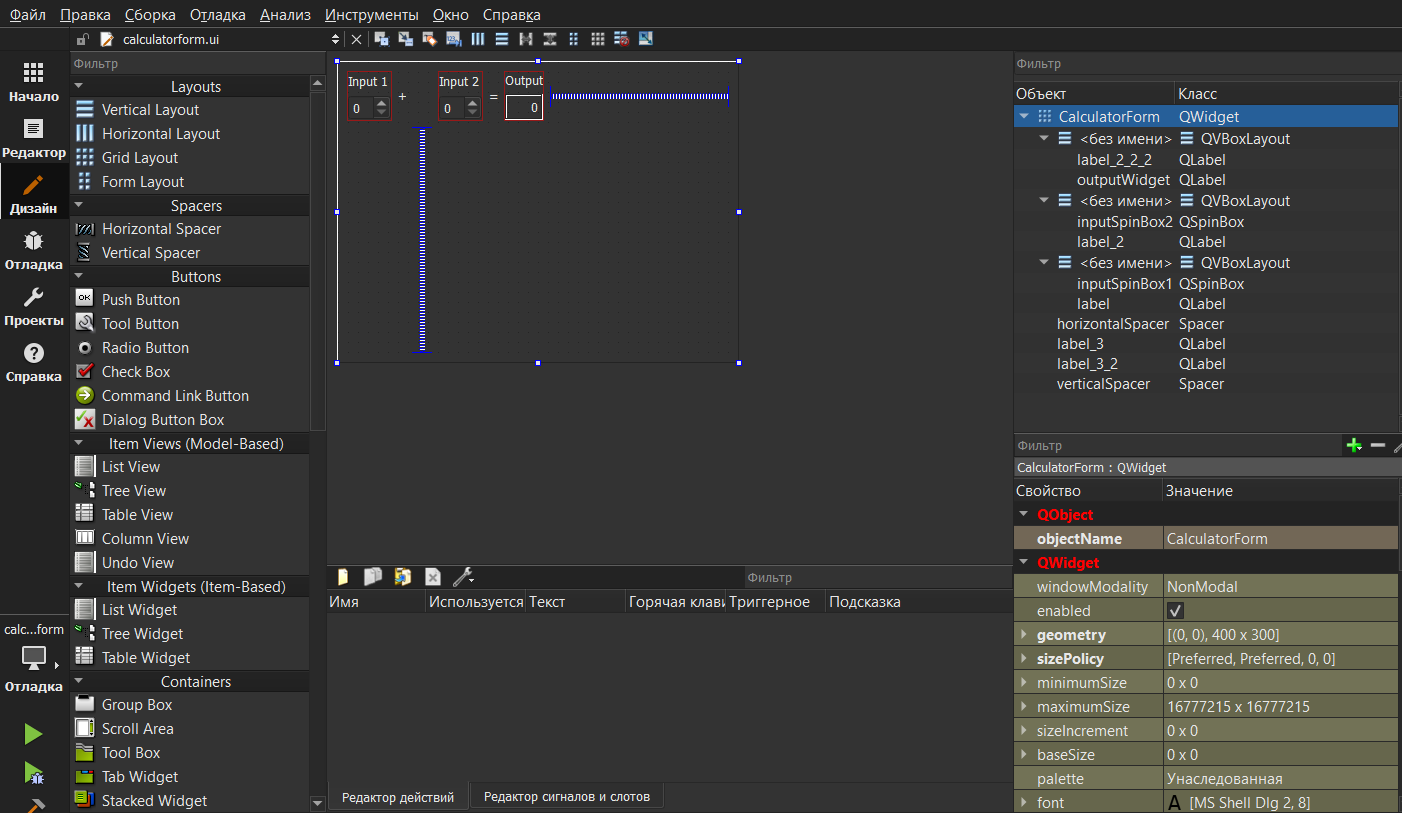 Файл Правка Сборка Отладка Анализ Инструменты Окно Справка
calculatorform.ui
Начало
Редактор
Дизайн
Отладка
Проекты
Справка
calc...form
Отладка
Фильтр
Layouts
Vertical Layout
Horizontal Layout
Grid Layout
Form Layout
Spacers
Horizontal Spacer
Vertical Spacer
Buttons
OK Push Button
Tool Button
Radio Button
Check Box
Command Link Button
Dialog Button Box
Item Views (Model-Based)
List View
Tree View
Table View
Column View
Undo View
Item Widgets (Item-Based)
List Widget
Tree Widget
Table Widget
Containers
Group Box
Scroll Area
Tool Box
Tab Widget
Stacked Widget
Input 1 Input 2 Output
0 + 0 = 0
Фильтр
Имя Используется Текст Горячая клави Триггерное Подсказка
Редактор действий Редактор сигналов и слотов
Фильтр
Объект Класс
CalculatorForm QWidget
<без имени> QVBoxLayout
label_2_2_2 QLabel
outputWidget QLabel
<без имени> QVBoxLayout
inputSpinBox2 QSpinBox
label_2 QLabel
<без имени> QVBoxLayout
inputSpinBox1 QSpinBox
label QLabel
horizontalSpacer Spacer
label_3 QLabel
label_3_2 QLabel
verticalSpacer Spacer
Фильтр
CalculatorForm : QWidget
Свойство Значение
QObject
objectName CalculatorForm
QWidget
windowModality NonModal
enabled
geometry [(0, 0), 400 x 300]
sizePolicy [Preferred, Preferred, 0, 0]
minimumSize 0 x 0
maximumSize 16777215 x 16777215
sizeIncrement 0 x 0
baseSize 0 x 0
palette Унаследованная
font A [MS Shell Dlg 2, 8]